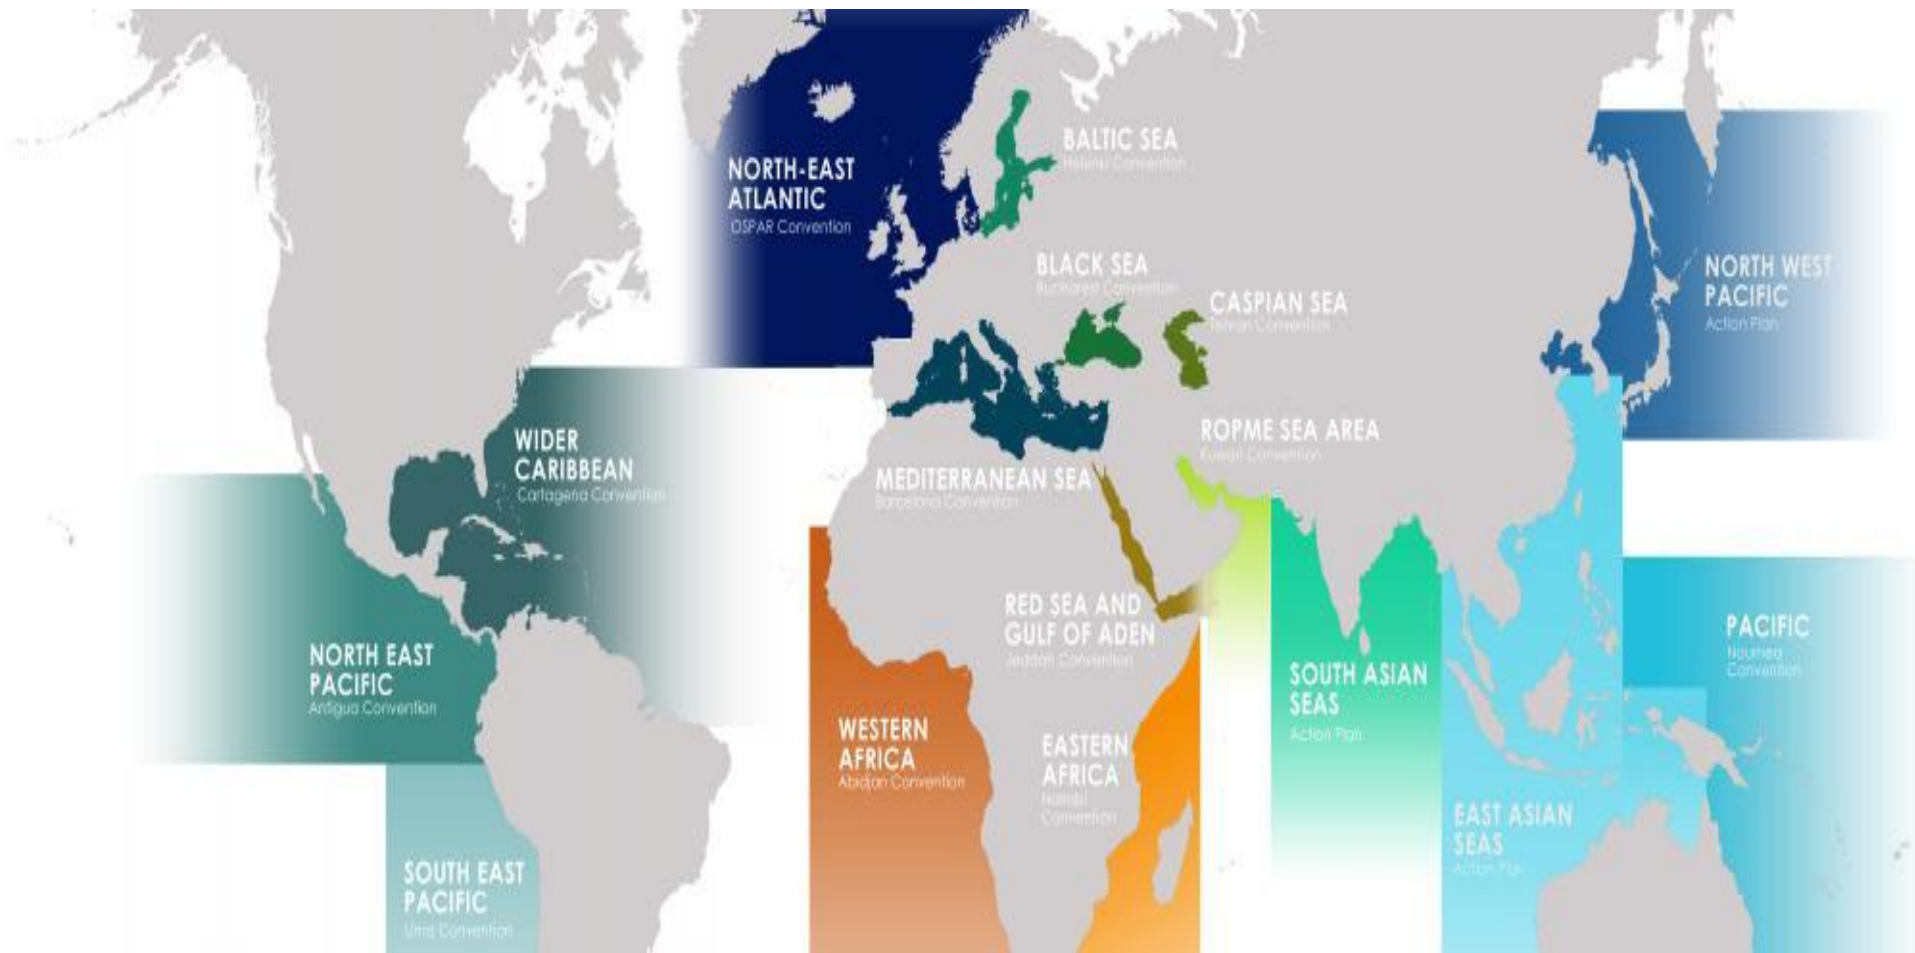 NORTH-EAST
ATLANTIC
OSPAR Convention
BALTIC SEA
Helsinki Convention
BLACK SEA
Bucharest Convention
CASPIAN SEA
Tehran Convention
NORTH WEST
PACIFIC
Action Plan
WIDER
CARIBBEAN
Cartagena Convention
MEDITERRANEAN SEA
Barcelona Convention
ROPME SEA AREA
Kuwait Convention
RED SEA AND
GULF OF ADEN
Jeddah Convention
NORTH EAST
PACIFIC
Antigua Convention
SOUTH ASIAN
SEAS
Action Plan
PACIFIC
Noumea
Convention
WESTERN
AFRICA
Abidjan Convention
EASTERN
AFRICA
Nairobi
Convention
EAST ASIAN
SEAS
Action Plan
SOUTH EAST
PACIFIC
Lima Convention